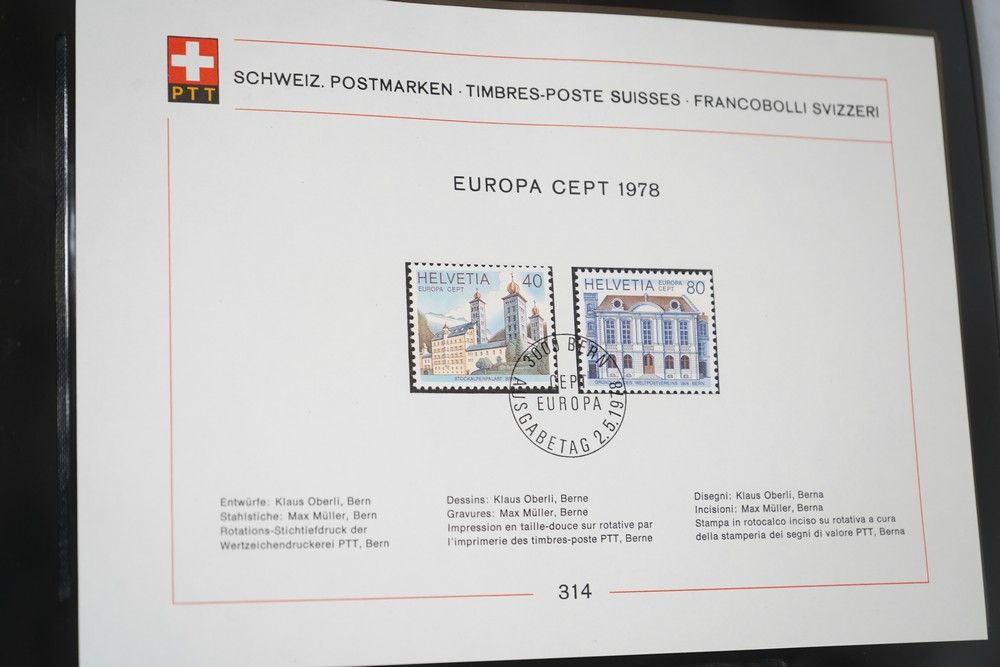 PTT
SCHWEIZ. POSTMARKEN · TIMBRES-POSTE SUISSES · FRANCOBOLLI SVIZZERI
EUROPA CEPT 1978
HELVETIA 40
EUROPA CEPT
HELVETIA EUROPA CEPT 80
3000 BERN
CEPT
EUROPA
AUSGABETAG 2.5.1978
Entwürfe: Klaus Oberli, Bern
Stahlstiche: Max Müller, Bern
Rotations-Stichtiefdruck der
Wertzeichendruckerei PTT, Bern
Dessins: Klaus Oberli, Berne
Gravures: Max Müller, Berne
Impression en taille-douce sur rotative par
l'imprimerie des timbres-poste PTT, Berne
Disegni: Klaus Oberli, Berna
Incisioni: Max Müller, Berna
Stampa in rotocalco inciso su rotativa a cura
della stamperia dei segni di valore PTT, Berna
314